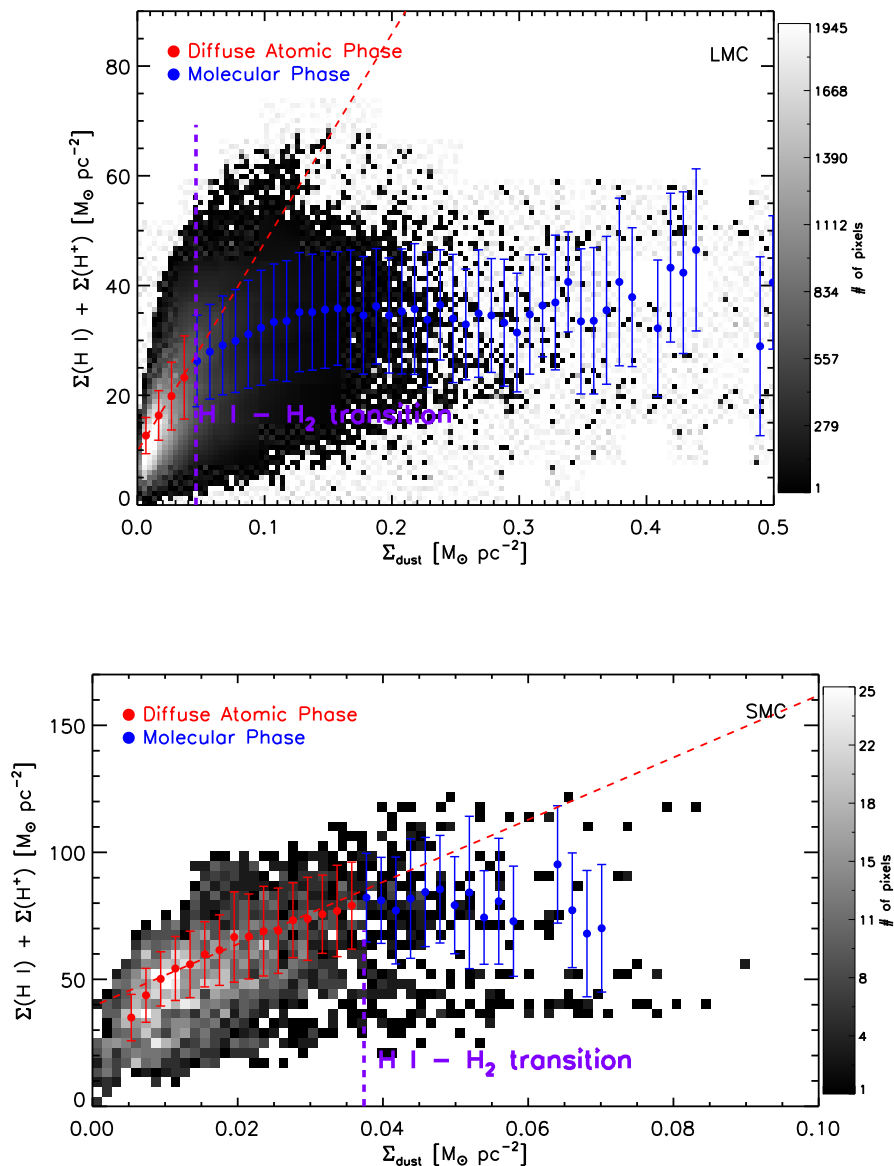 Diffuse Atomic Phase
Molecular Phase
LMC
80
60
40
20
0
Σ(H I) + Σ(H⁺) [M⊙ pc⁻²]
H I – H₂ transition
0.0 0.1 0.2 0.3 0.4 0.5
Σdust [M⊙ pc⁻²]
1945
1668
1390
1112
834
557
279
1
# of pixels
Diffuse Atomic Phase
Molecular Phase
SMC
150
100
50
0
Σ(H I) + Σ(H⁺) [M⊙ pc⁻²]
H I – H₂ transition
0.00 0.02 0.04 0.06 0.08 0.10
Σdust [M⊙ pc⁻²]
25
22
18
15
11
8
4
1
# of pixels